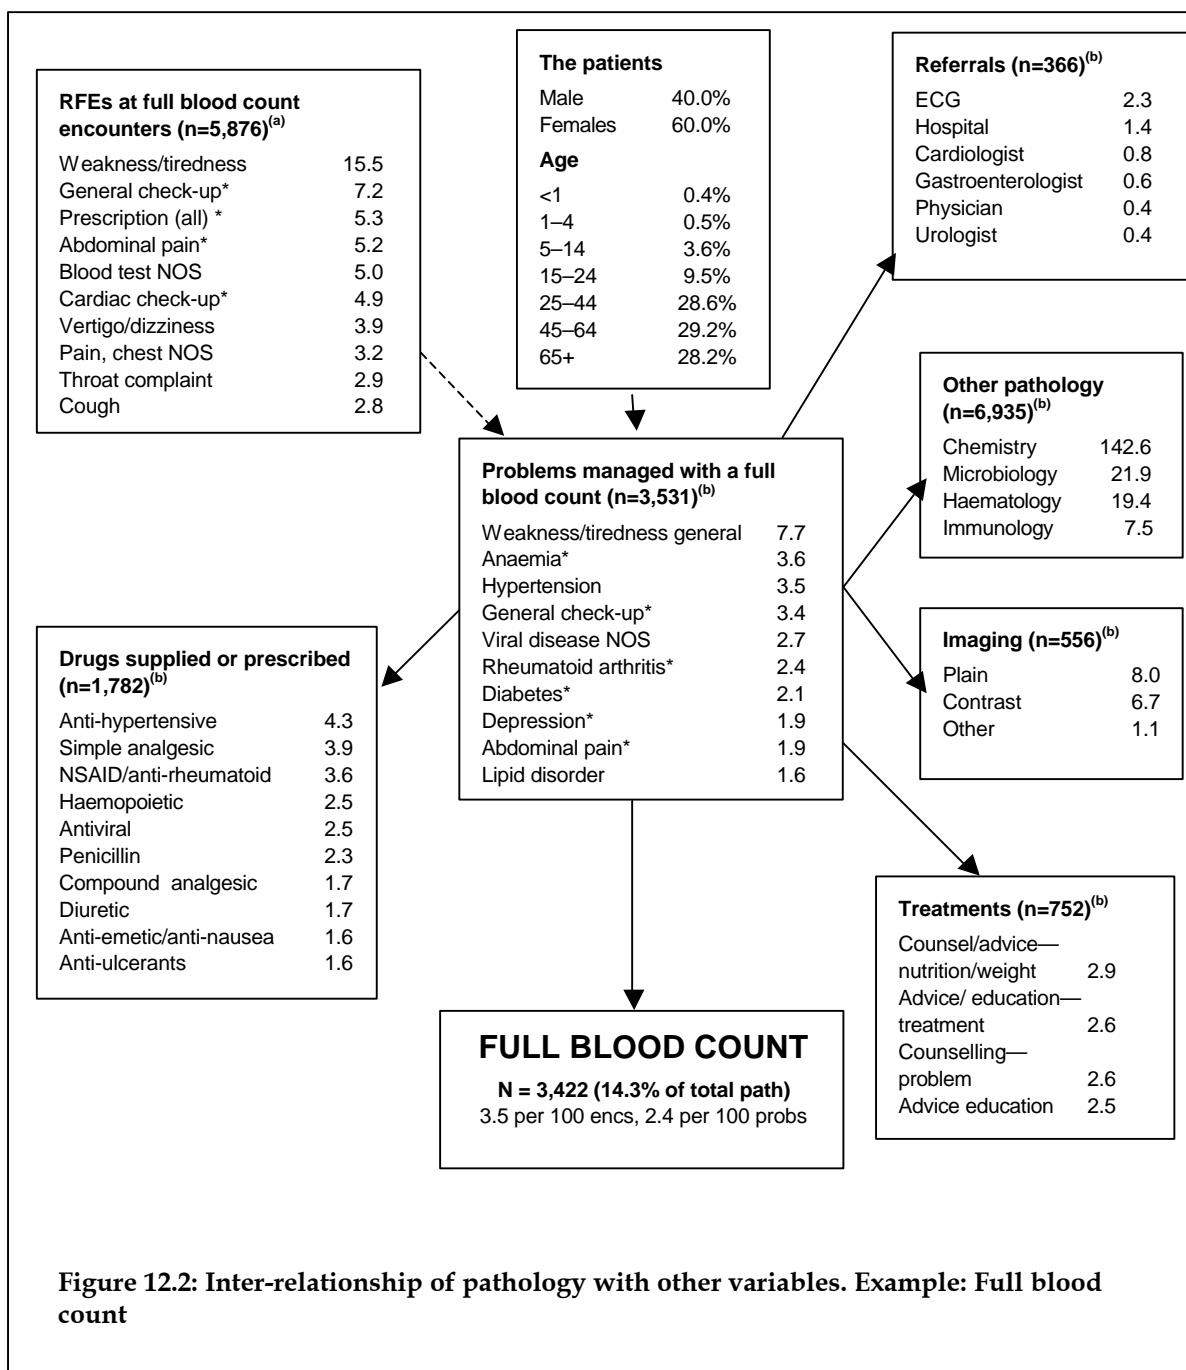 The patients
Male 40.0%
Females 60.0%
Age
<1 0.4%
1–4 0.5%
5–14 3.6%
15–24 9.5%
25–44 28.6%
45–64 29.2%
65+ 28.2%
RFEs at full blood count
encounters (n=5,876)(a)
Weakness/tiredness 15.5
General check-up* 7.2
Prescription (all) * 5.3
Abdominal pain* 5.2
Blood test NOS 5.0
Cardiac check-up* 4.9
Vertigo/dizziness 3.9
Pain, chest NOS 3.2
Throat complaint 2.9
Cough 2.8
Referrals (n=366)(b)
ECG 2.3
Hospital 1.4
Cardiologist 0.8
Gastroenterologist 0.6
Physician 0.4
Urologist 0.4
Other pathology
(n=6,935)(b)
Chemistry 142.6
Microbiology 21.9
Haematology 19.4
Immunology 7.5
Problems managed with a full
blood count (n=3,531)(b)
Weakness/tiredness general 7.7
Anaemia* 3.6
Hypertension 3.5
General check-up* 3.4
Viral disease NOS 2.7
Rheumatoid arthritis* 2.4
Diabetes* 2.1
Depression* 1.9
Abdominal pain* 1.9
Lipid disorder 1.6
Imaging (n=556)(b)
Plain 8.0
Contrast 6.7
Other 1.1
Drugs supplied or prescribed
(n=1,782)(b)
Anti-hypertensive 4.3
Simple analgesic 3.9
NSAID/anti-rheumatoid 3.6
Haemopoietic 2.5
Antiviral 2.5
Penicillin 2.3
Compound analgesic 1.7
Diuretic 1.7
Anti-emetic/anti-nausea 1.6
Anti-ulcerants 1.6
Treatments (n=752)(b)
Counsel/advice—
nutrition/weight 2.9
Advice/ education—
treatment 2.6
Counselling—
problem 2.6
Advice education 2.5
FULL BLOOD COUNT
N = 3,422 (14.3% of total path)
3.5 per 100 encs, 2.4 per 100 probs
Figure 12.2: Inter-relationship of pathology with other variables. Example: Full blood
count